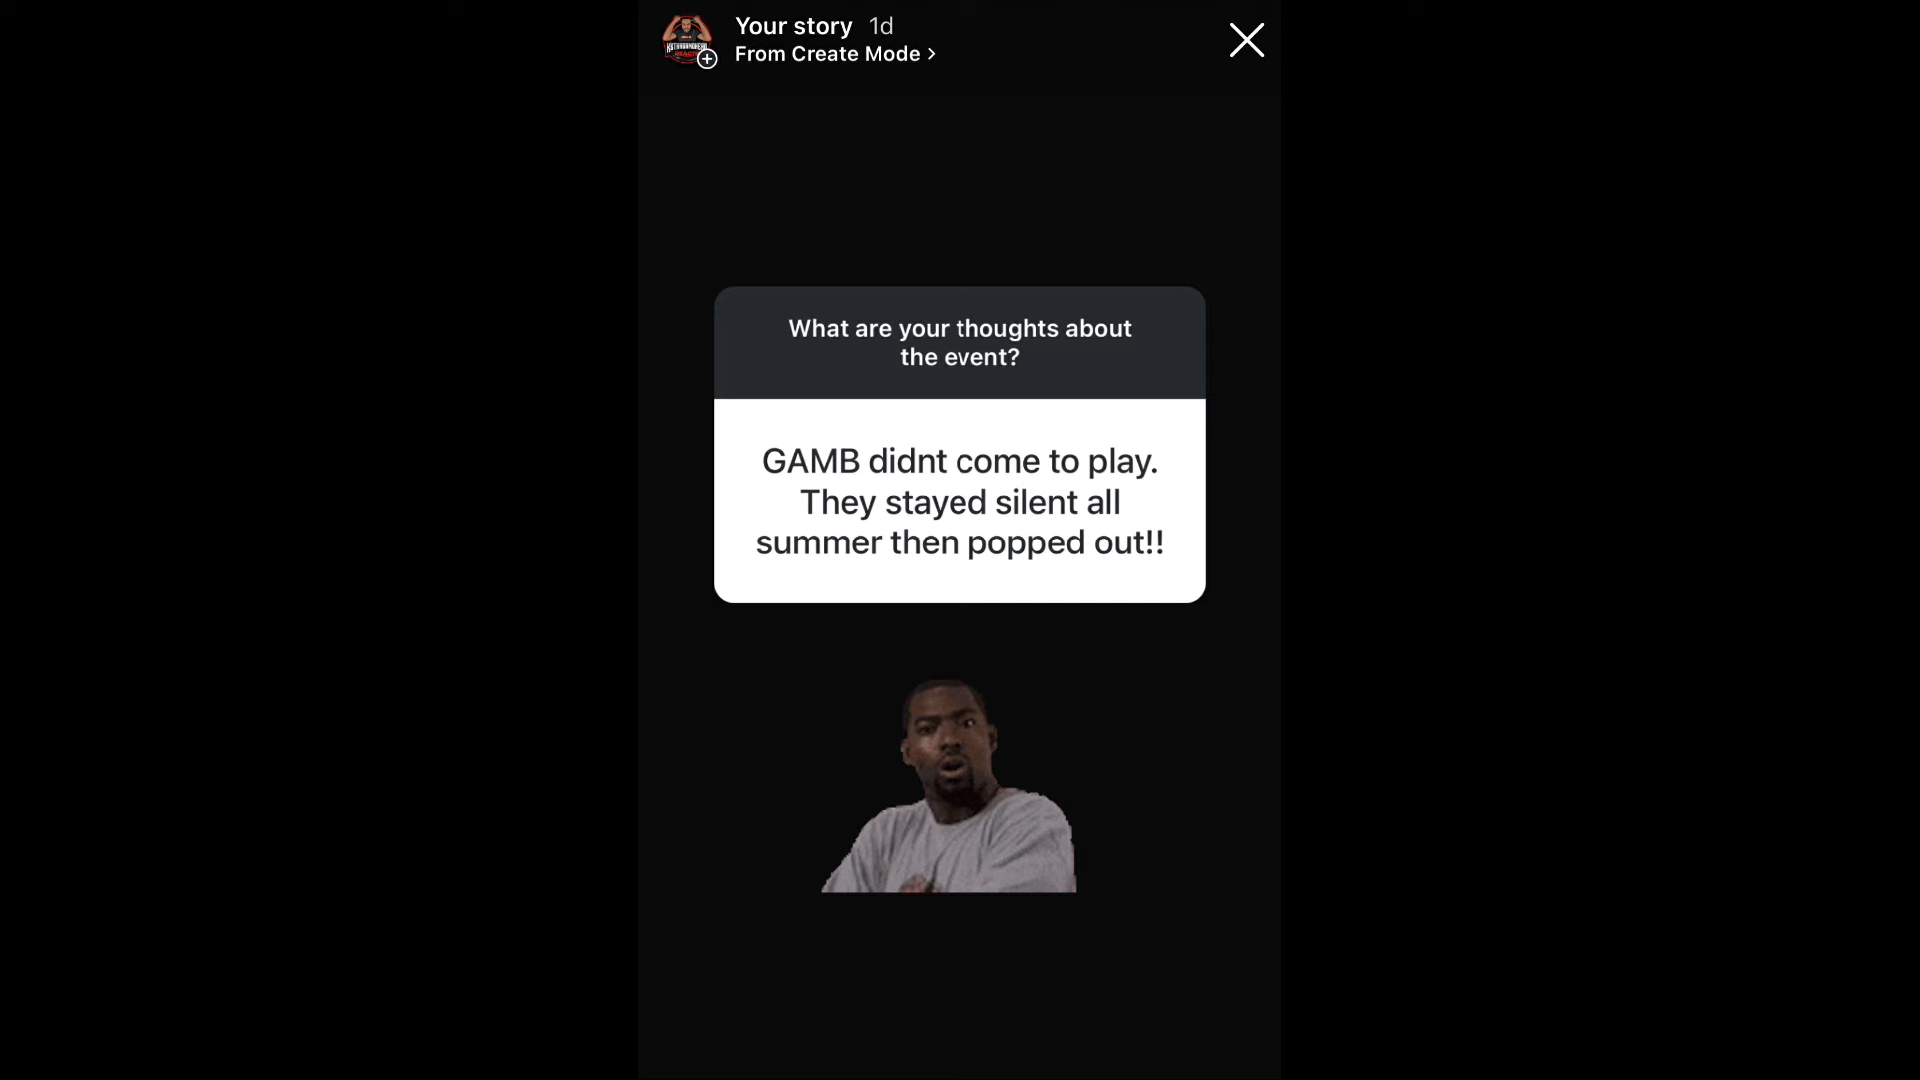 Your story 1d
From Create Mode >
What are your thoughts about
the event?
GAMB didnt come to play.
They stayed silent all
summer then popped out!!